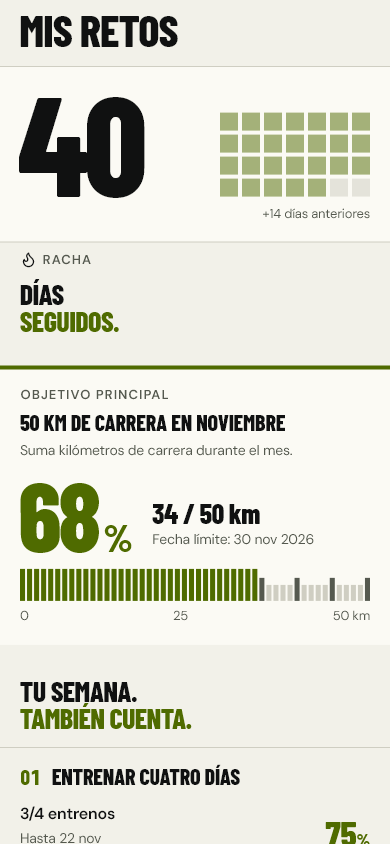 MIS RETOS
40
+14 días anteriores
RACHA
DÍAS
SEGUIDOS.
OBJETIVO PRINCIPAL
50 KM DE CARRERA EN NOVIEMBRE
Suma kilómetros de carrera durante el mes.
68%
34 / 50 km
Fecha límite: 30 nov 2026
0 25 50 km
TU SEMANA.
TAMBIÉN CUENTA.
01 ENTRENAR CUATRO DÍAS
3/4 entrenos
Hasta 22 nov
75%